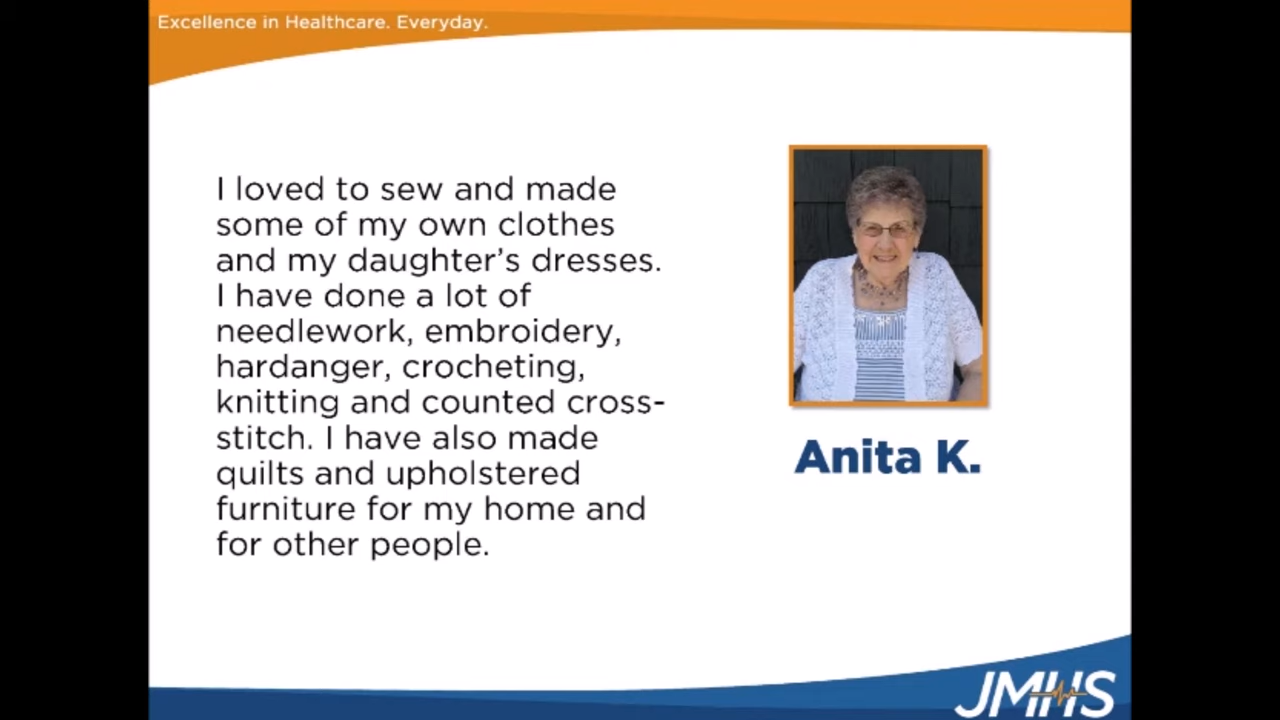 Excellence in Healthcare. Everyday.
I loved to sew and made
some of my own clothes
and my daughter's dresses.
I have done a lot of
needlework, embroidery,
hardanger, crocheting,
knitting and counted cross-
stitch. I have also made
quilts and upholstered
furniture for my home and
for other people.
Anita K.
JMHS